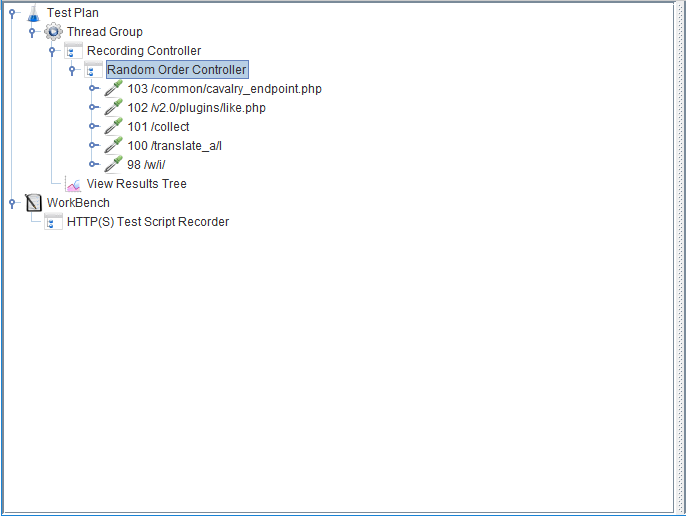 Test Plan
Thread Group
Recording Controller
Random Order Controller
103 /common/cavalry_endpoint.php
102 /v2.0/plugins/like.php
101 /collect
100 /translate_a/l
98 /w/i/
View Results Tree
WorkBench
HTTP(S) Test Script Recorder